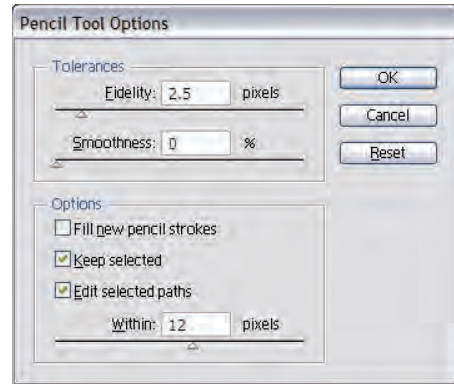 Pencil Tool Options
Tolerances
Fidelity: 2.5 pixels
Smoothness: 0 %
OK
Cancel
Reset
Options
Fill new pencil strokes
Keep selected
Edit selected paths
Within: 12 pixels